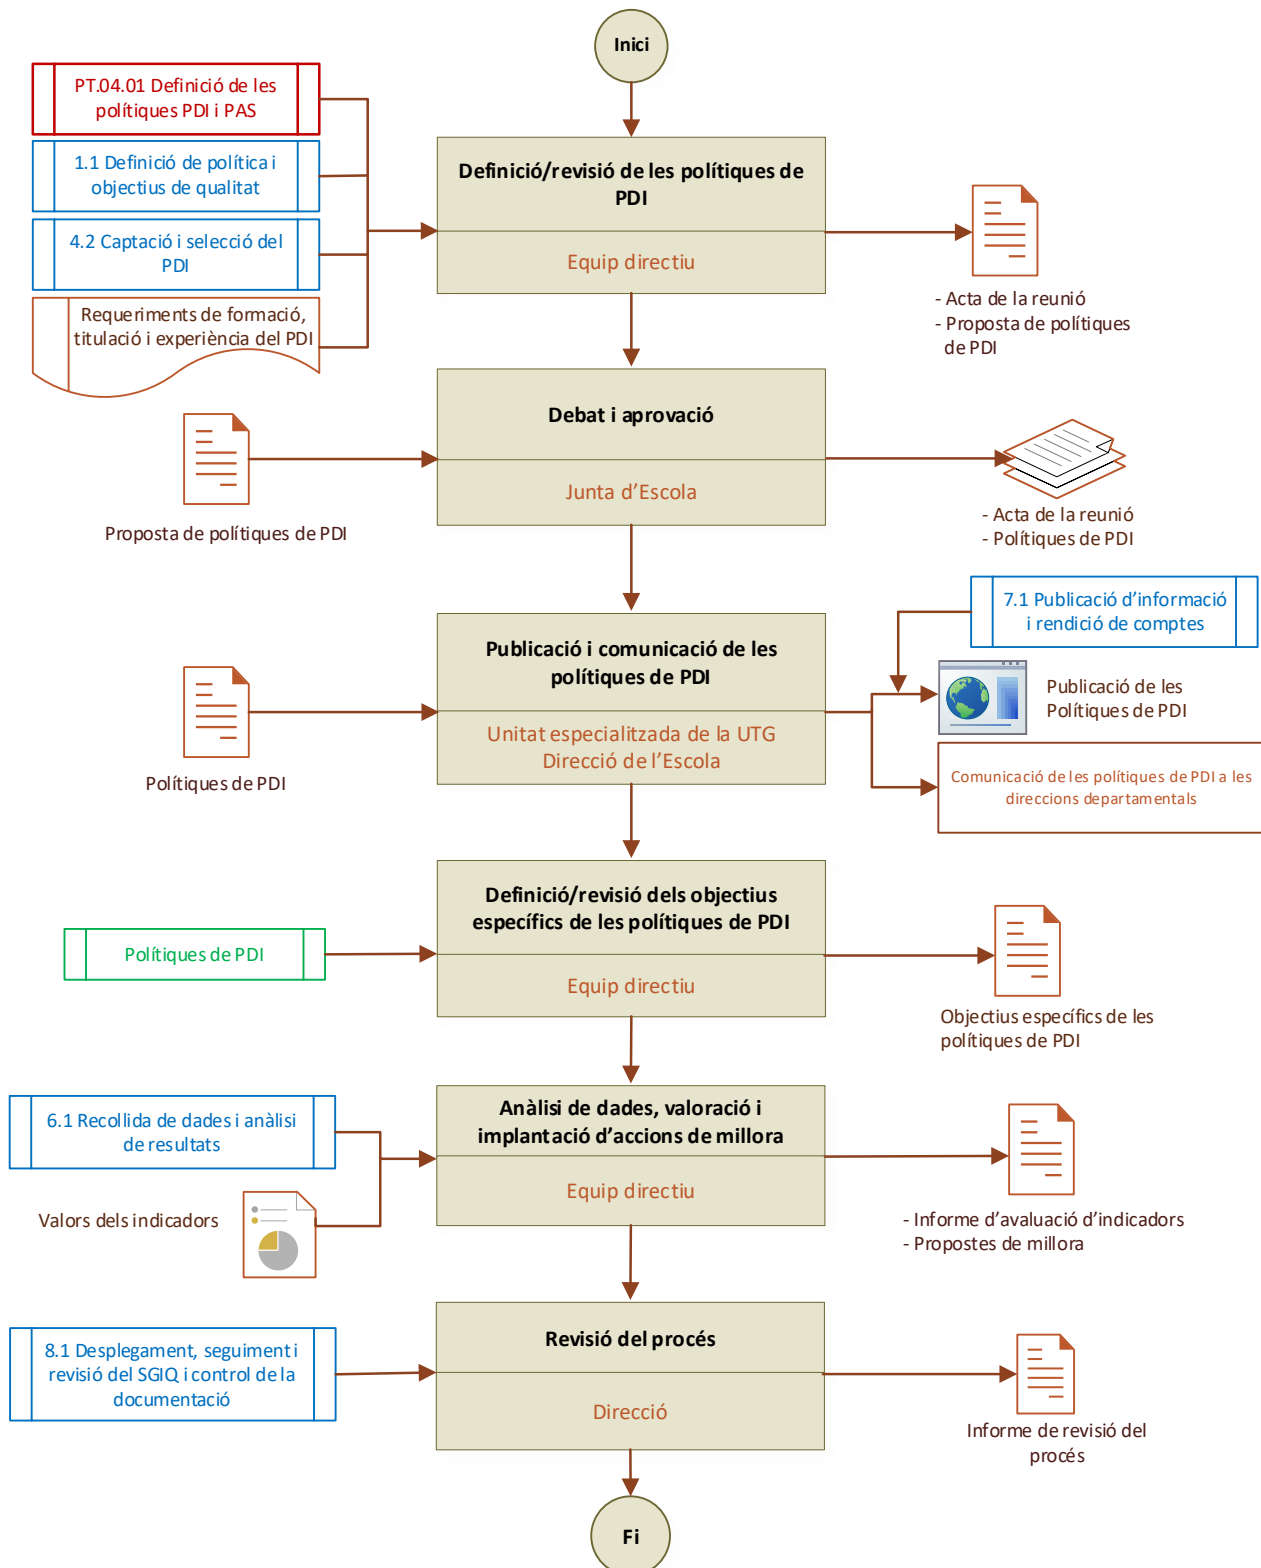 Inici
PT.04.01 Definició de les
polítiques PDI i PAS
1.1 Definició de política i
objectius de qualitat
4.2 Captació i selecció del
PDI
Requeriments de formació,
titulació i experiència del PDI
Definició/revisió de les polítiques de
PDI
Equip directiu
- Acta de la reunió
- Proposta de polítiques
de PDI
Debat i aprovació
Junta d’Escola
Proposta de polítiques de PDI
- Acta de la reunió
- Polítiques de PDI
7.1 Publicació d’informació
i rendició de comptes
Publicació i comunicació de les
polítiques de PDI
Unitat especialitzada de la UTG
Direcció de l’Escola
Polítiques de PDI
Publicació de les
Polítiques de PDI
Comunicació de les polítiques de PDI a les
direccions departamentals
Definició/revisió dels objectius
específics de les polítiques de PDI
Equip directiu
Polítiques de PDI
Objectius específics de les
polítiques de PDI
6.1 Recollida de dades i anàlisi
de resultats
Valors dels indicadors
Anàlisi de dades, valoració i
implantació d’accions de millora
Equip directiu
- Informe d’avaluació d’indicadors
- Propostes de millora
8.1 Desplegament, seguiment i
revisió del SGIQ i control de la
documentació
Revisió del procés
Direcció
Informe de revisió del
procés
Fi